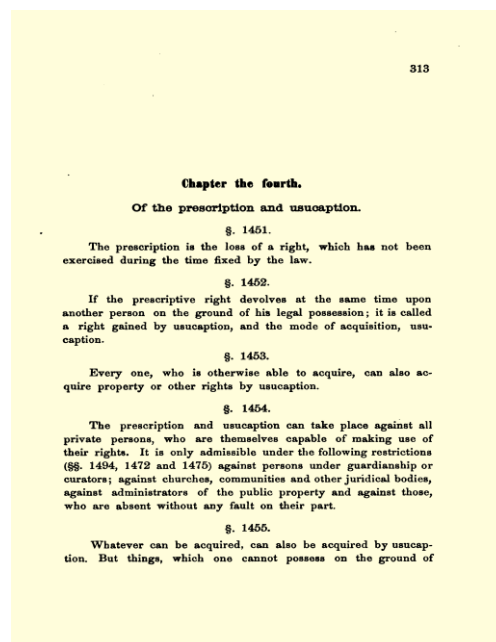 313
Chapter the fourth.
Of the prescription and usucaption.
§. 1451.
The prescription is the loss of a right, which has not been
exercised during the time fixed by the law.
§. 1452.
If the prescriptive right devolves at the same time upon
another person on the ground of his legal possession; it is called
a right gained by usucaption, and the mode of acquisition, usu-
caption.
§. 1453.
Every one, who is otherwise able to acquire, can also ac-
quire property or other rights by usucaption.
§. 1454.
The prescription and usucaption can take place against all
private persons, who are themselves capable of making use of
their rights. It is only admissible under the following restrictions
(§§. 1494, 1472 and 1475) against persons under guardianship or
curators; against churches, communities and other juridical bodies,
against administrators of the public property and against those,
who are absent without any fault on their part.
§. 1455.
Whatever can be acquired, can also be acquired by usucap-
tion. But things, which one cannot possess on the ground of